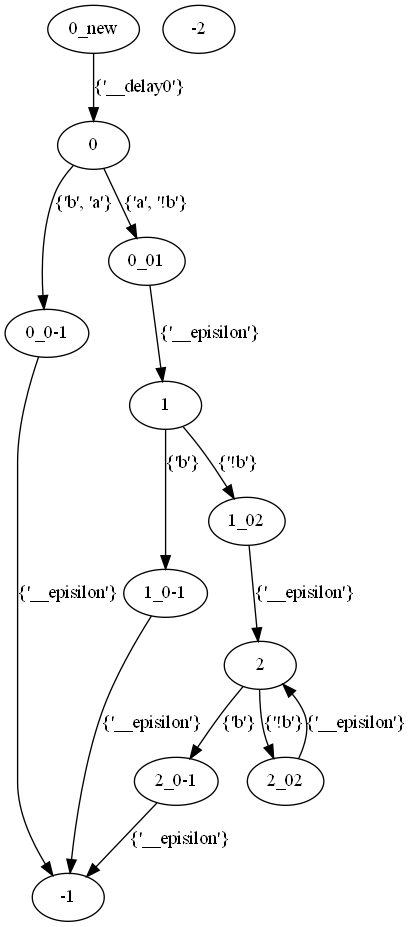 0_new
-2
{'__delay0'}
0
{'b', 'a'}
{'a', '!b'}
0_01
0_0-1
{'__episilon'}
1
{'b'}
{'!b'}
1_02
1_0-1
{'__episilon'}
{'__episilon'}
2
{'__episilon'}
{'b'}
{'!b'}
{'__episilon'}
2_0-1
2_02
{'__episilon'}
-1